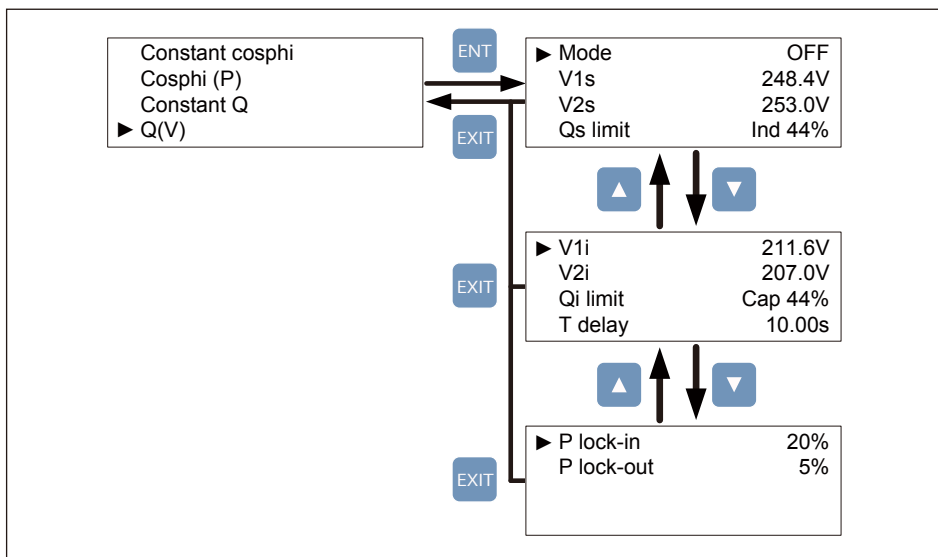 Constant cosphi
Cosphi (P)
Constant Q
► Q(V)
ENT
EXIT
► Mode OFF
V1s 248.4V
V2s 253.0V
Qs limit Ind 44%
▲ ▼
EXIT
► V1i 211.6V
V2i 207.0V
Qi limit Cap 44%
T delay 10.00s
▲ ▼
EXIT
► P lock-in 20%
P lock-out 5%